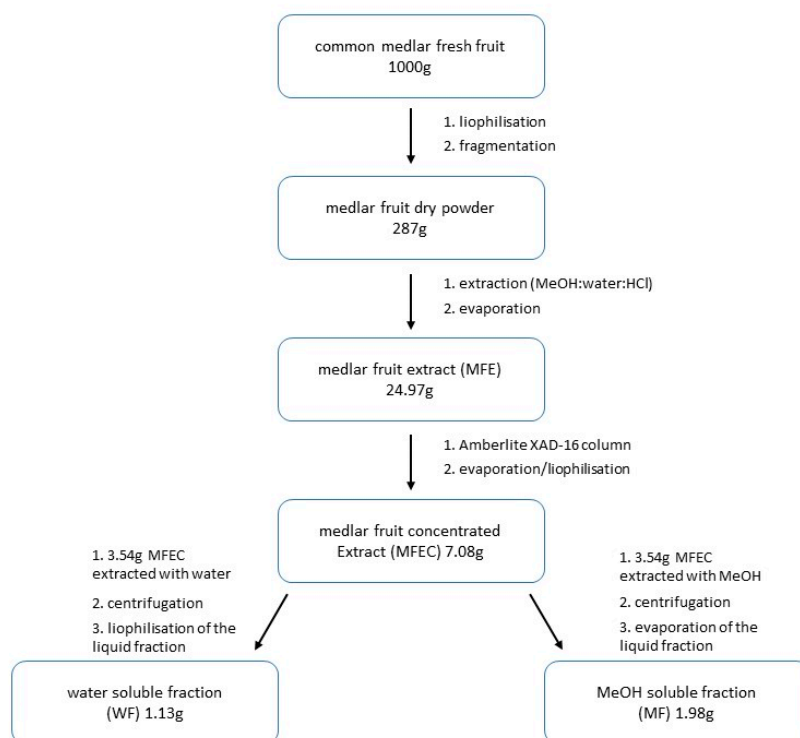 common medlar fresh fruit
1000g
1. liophilisation
2. fragmentation
medlar fruit dry powder
287g
1. extraction (MeOH:water:HCl)
2. evaporation
medlar fruit extract (MFE)
24.97g
1. Amberlite XAD-16 column
2. evaporation/liophilisation
medlar fruit concentrated
Extract (MFEC) 7.08g
1. 3.54g MFEC
extracted with water
2. centrifugation
3. liophilisation of the
liquid fraction
1. 3.54g MFEC
extracted with MeOH
2. centrifugation
3. evaporation of the
liquid fraction
water soluble fraction
(WF) 1.13g
MeOH soluble fraction
(MF) 1.98g